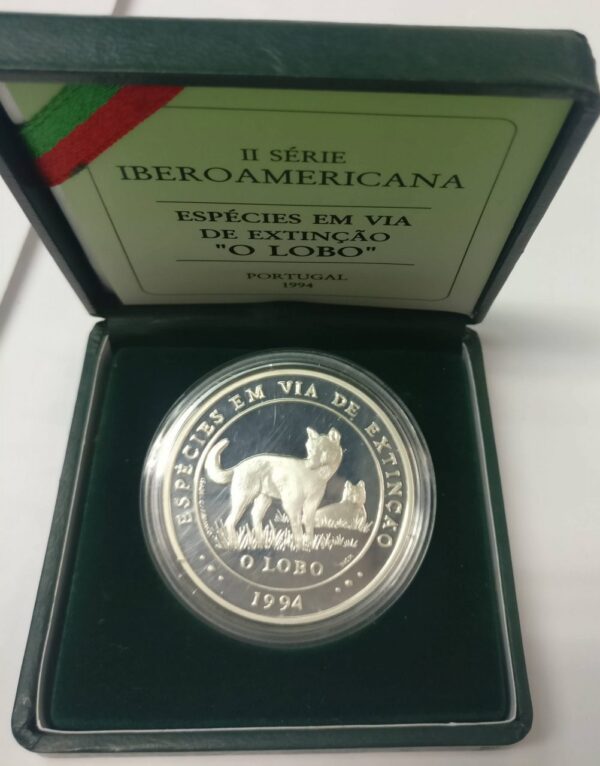 II SÉRIE
IBEROAMERICANA
ESPÉCIES EM VIA
DE EXTINÇÃO
"O LOBO"
PORTUGAL
1994
ESPÉCIES EM VIA DE EXTINÇÃO
O LOBO
1994